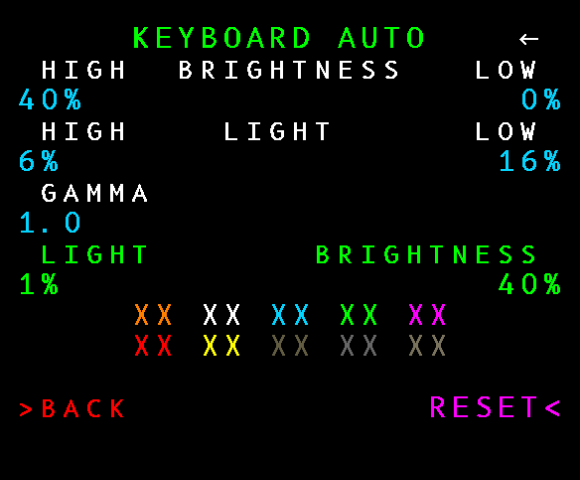 KEYBOARD AUTO ←
HIGH BRIGHTNESS LOW
40% 0%
HIGH LIGHT LOW
6% 16%
GAMMA
1.0
LIGHT BRIGHTNESS
1% 40%
XX XX XX XX XX
XX XX XX XX XX
>BACK RESET<